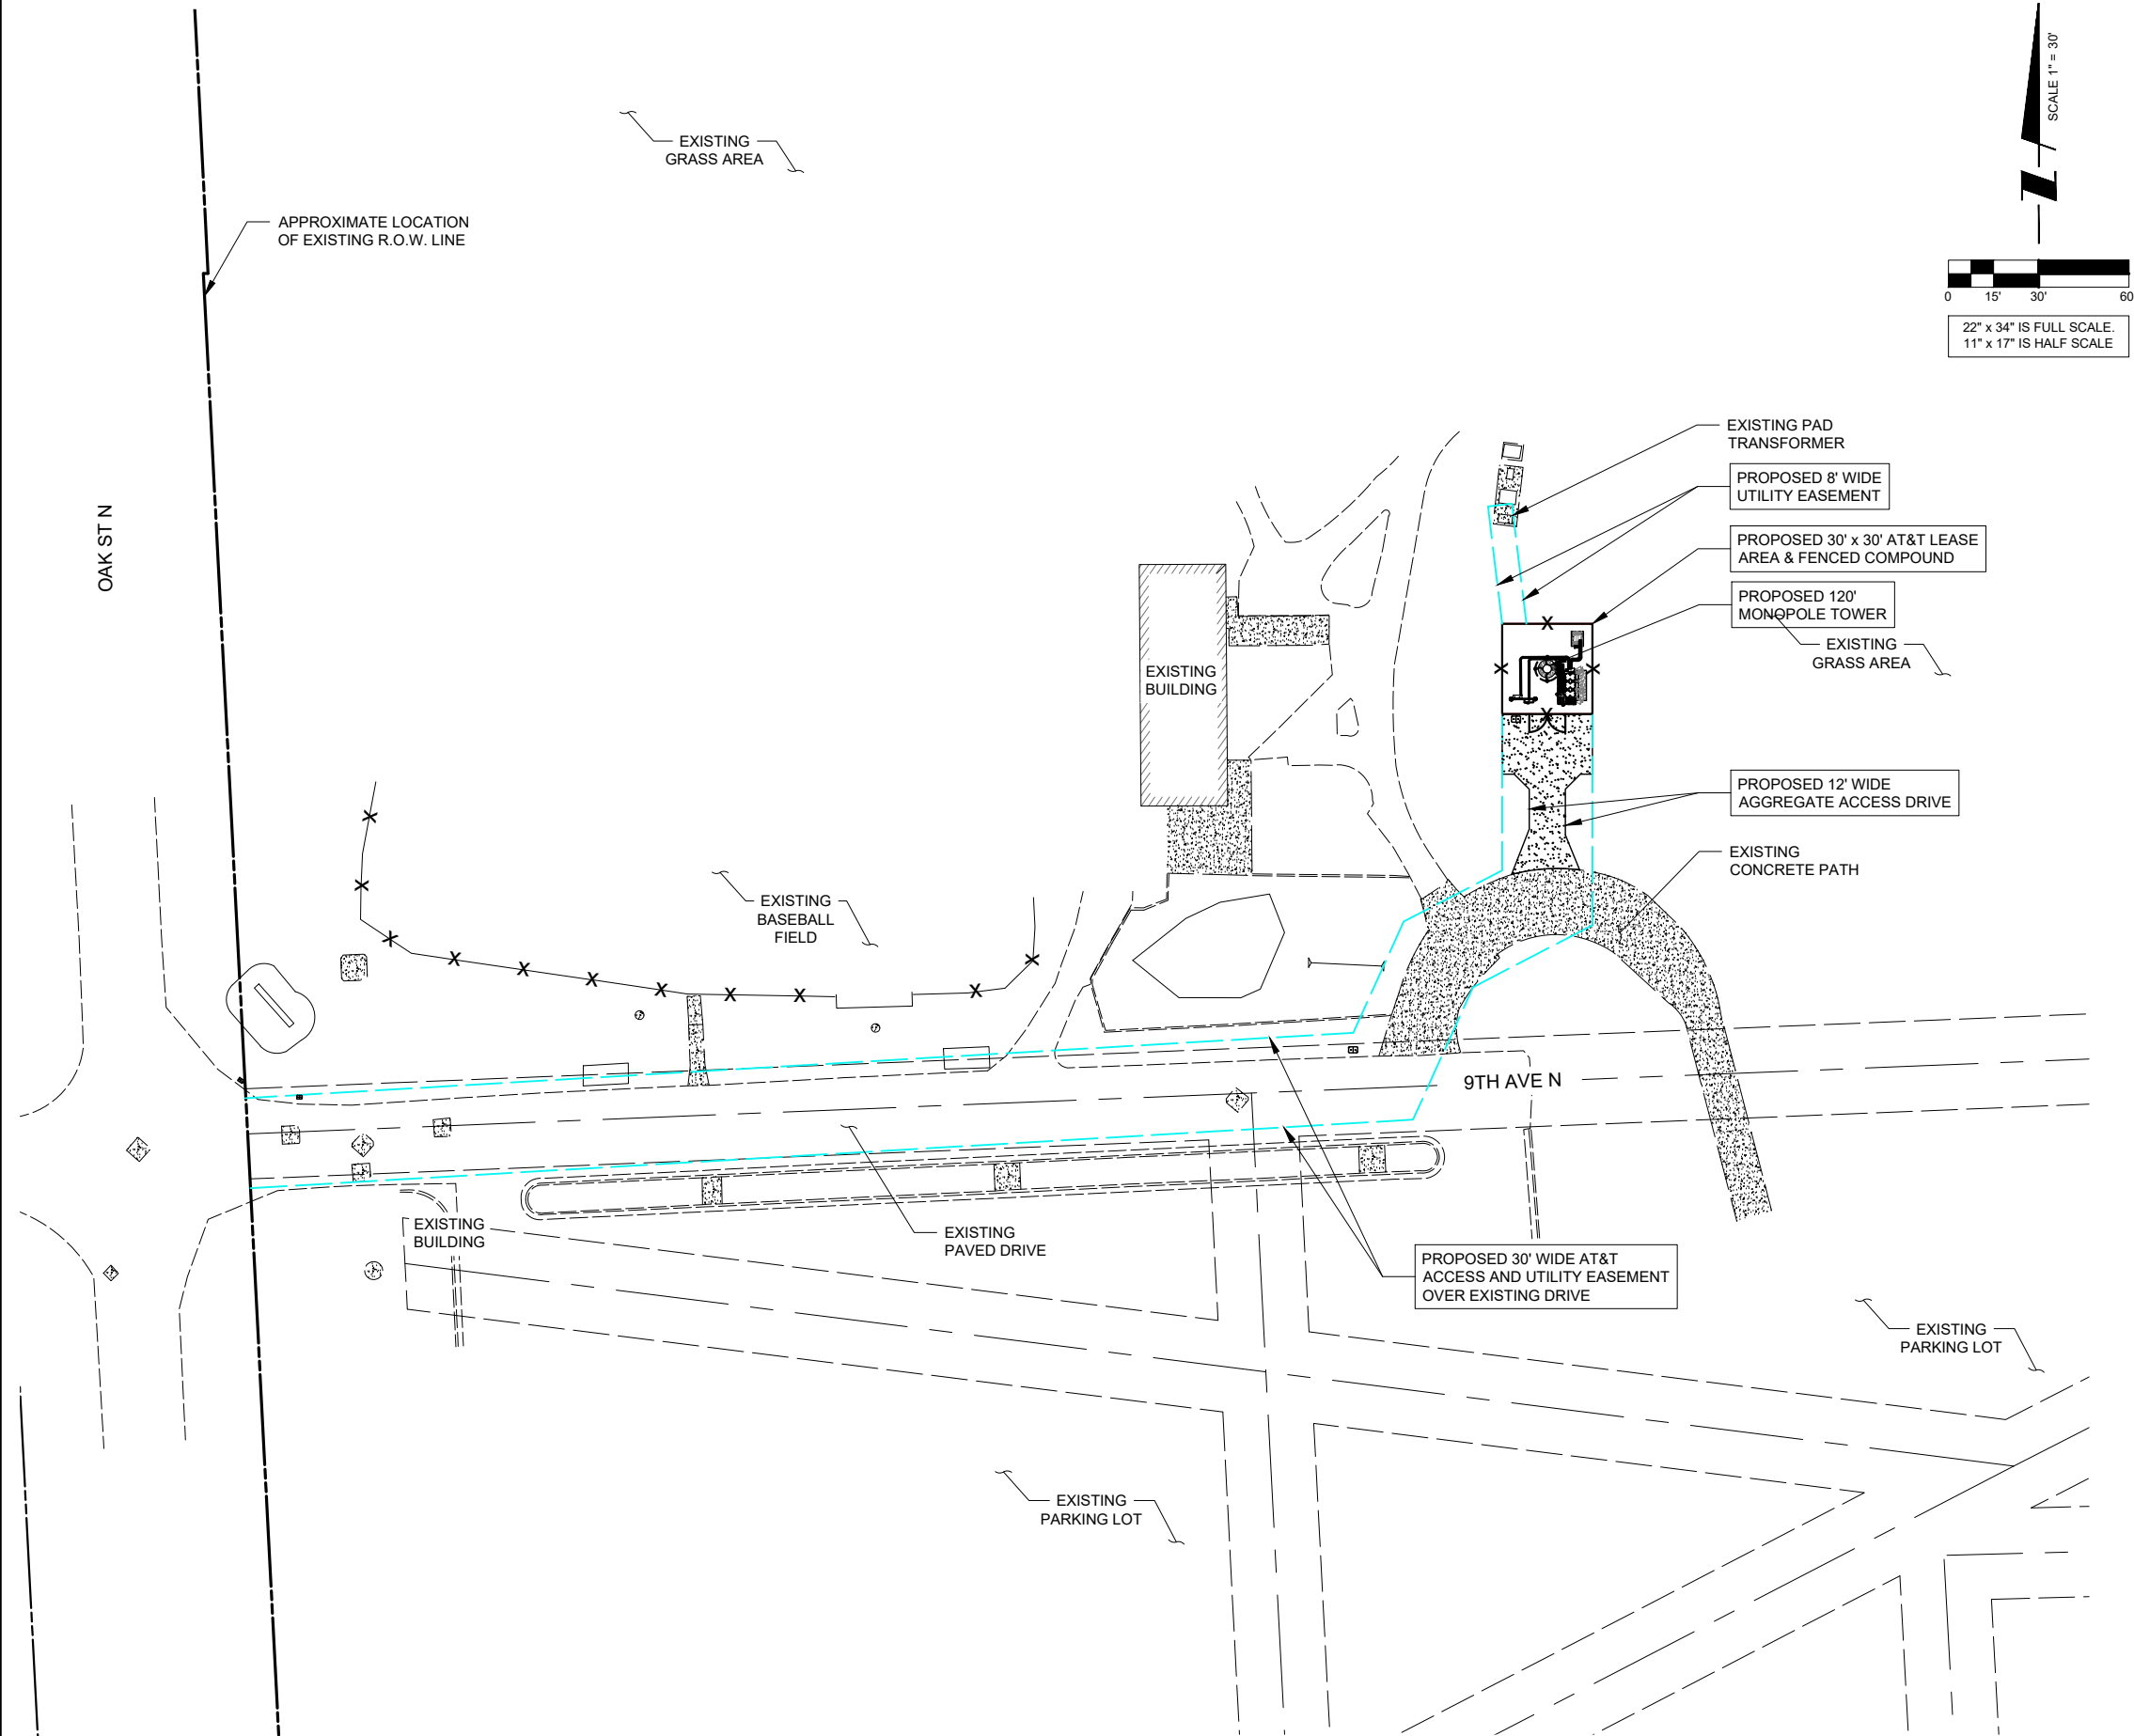 SCALE 1" = 30'
EXISTING
GRASS AREA
APPROXIMATE LOCATION
OF EXISTING R.O.W. LINE
0 15' 30' 60
22" x 34" IS FULL SCALE.
11" x 17" IS HALF SCALE
OAK ST N
EXISTING PAD
TRANSFORMER
PROPOSED 8' WIDE
UTILITY EASEMENT
PROPOSED 30' x 30' AT&T LEASE
AREA & FENCED COMPOUND
PROPOSED 120'
MONOPOLE TOWER
EXISTING
GRASS AREA
EXISTING
BUILDING
PROPOSED 12' WIDE
AGGREGATE ACCESS DRIVE
EXISTING
CONCRETE PATH
EXISTING
BASEBALL
FIELD
9TH AVE N
EXISTING
BUILDING
EXISTING
PAVED DRIVE
PROPOSED 30' WIDE AT&T
ACCESS AND UTILITY EASEMENT
OVER EXISTING DRIVE
EXISTING
PARKING LOT
EXISTING
PARKING LOT